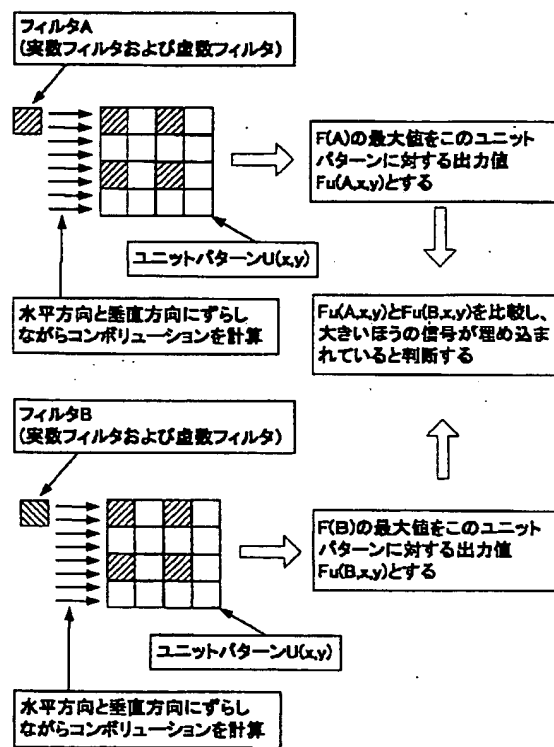 フィルタA
(実数フィルタおよび虚数フィルタ)
F(A)の最大値をこのユニット
パターンに対する出力値
Fu(A,x,y)とする
ユニットパターンU(x,y)
水平方向と垂直方向にずらし
ながらコンボリューションを計算
Fu(A,x,y)とFu(B,x,y)を比較し、
大きいほうの信号が埋め込ま
れていると判断する
フィルタB
(実数フィルタおよび虚数フィルタ)
F(B)の最大値をこのユニット
パターンに対する出力値
Fu(B,x,y)とする
ユニットパターンU(x,y)
水平方向と垂直方向にずらし
ながらコンボリューションを計算